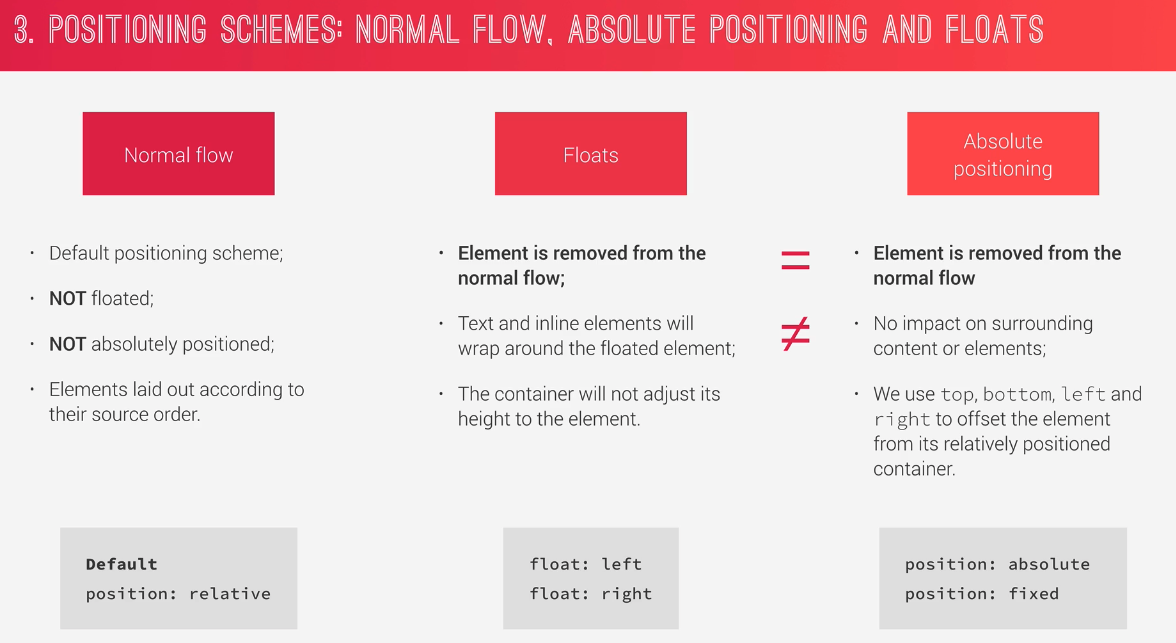 3. POSITIONING SCHEMES: NORMAL FLOW, ABSOLUTE POSITIONING AND FLOATS
Normal flow
· Default positioning scheme;
· NOT floated;
· NOT absolutely positioned;
· Elements laid out according to
their source order.
Default
position: relative
Floats
· Element is removed from the
normal flow;
· Text and inline elements will
wrap around the floated element;
· The container will not adjust its
height to the element.
float: left
float: right
=
≠
Absolute
positioning
· Element is removed from the
normal flow
· No impact on surrounding
content or elements;
· We use top, bottom, left and
right to offset the element
from its relatively positioned
container.
position: absolute
position: fixed